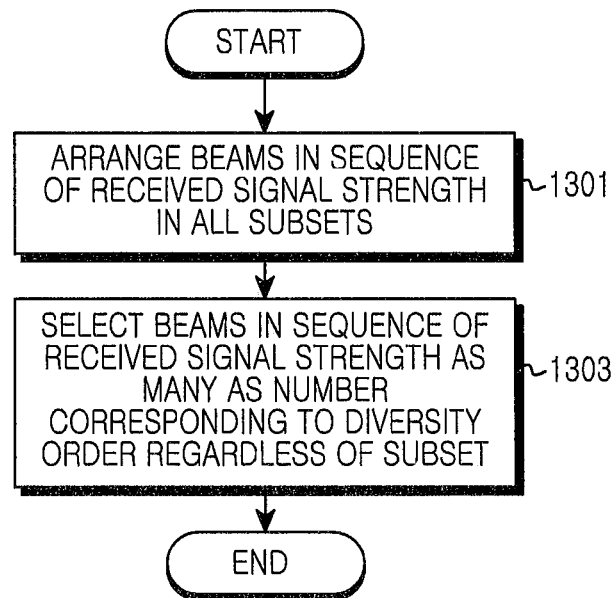 START
ARRANGE BEAMS IN SEQUENCE
OF RECEIVED SIGNAL STRENGTH
IN ALL SUBSETS
1301
SELECT BEAMS IN SEQUENCE OF
RECEIVED SIGNAL STRENGTH AS
MANY AS NUMBER
CORRESPONDING TO DIVERSITY
ORDER REGARDLESS OF SUBSET
1303
END